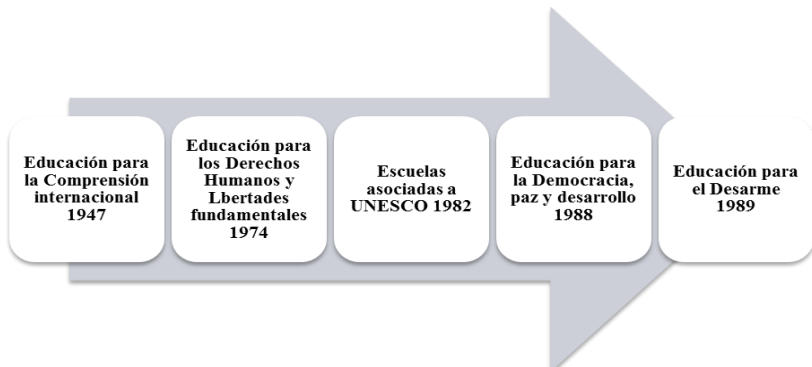 Educación para
la Comprensión
internacional
1947
Educación para
los Derechos
Humanos y
Lbertades
fundamentales
1974
Escuelas
asociadas a
UNESCO 1982
Educación para
la Democracia,
paz y desarrollo
1988
Educación para
el Desarme
1989